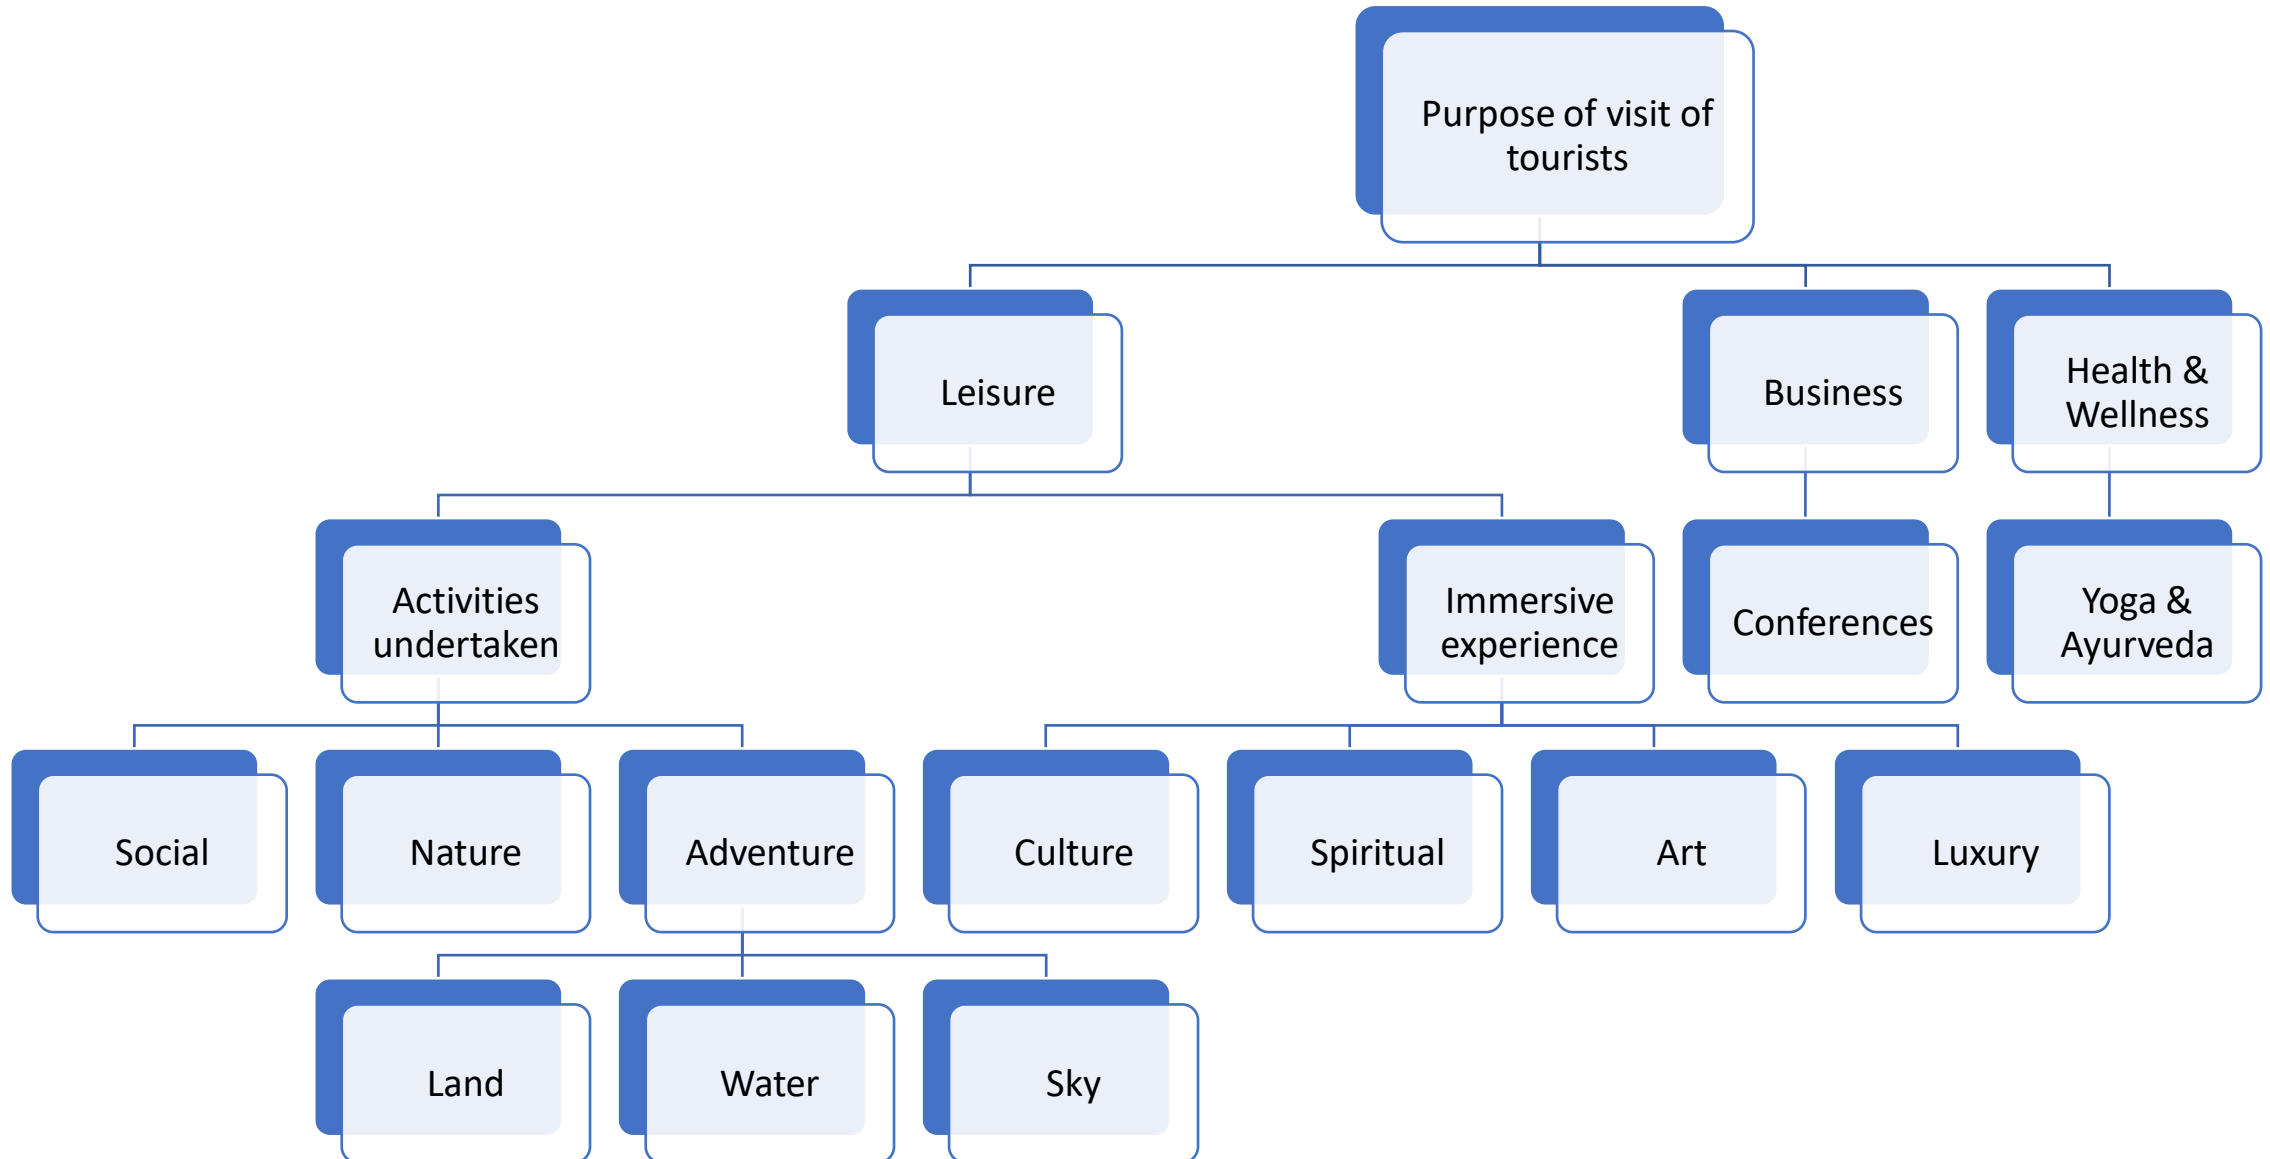 Purpose of visit of
tourists
Leisure
Business
Health &
Wellness
Activities
undertaken
Immersive
experience
Conferences
Yoga &
Ayurveda
Social
Nature
Adventure
Culture
Spiritual
Art
Luxury
Land
Water
Sky